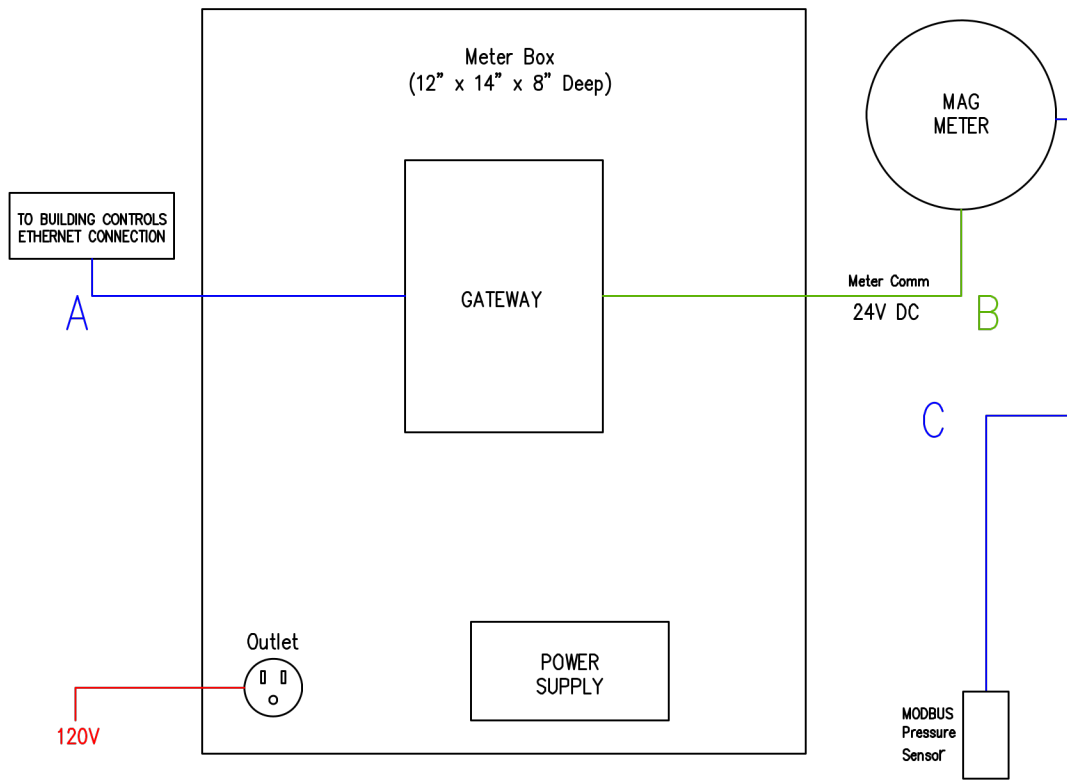 Meter Box
(12" x 14" x 8" Deep)
MAG
METER
TO BUILDING CONTROLS
ETHERNET CONNECTION
A
GATEWAY
Meter Comm
24V DC
B
C
Outlet
120V
POWER
SUPPLY
MODBUS
Pressure
Sensor